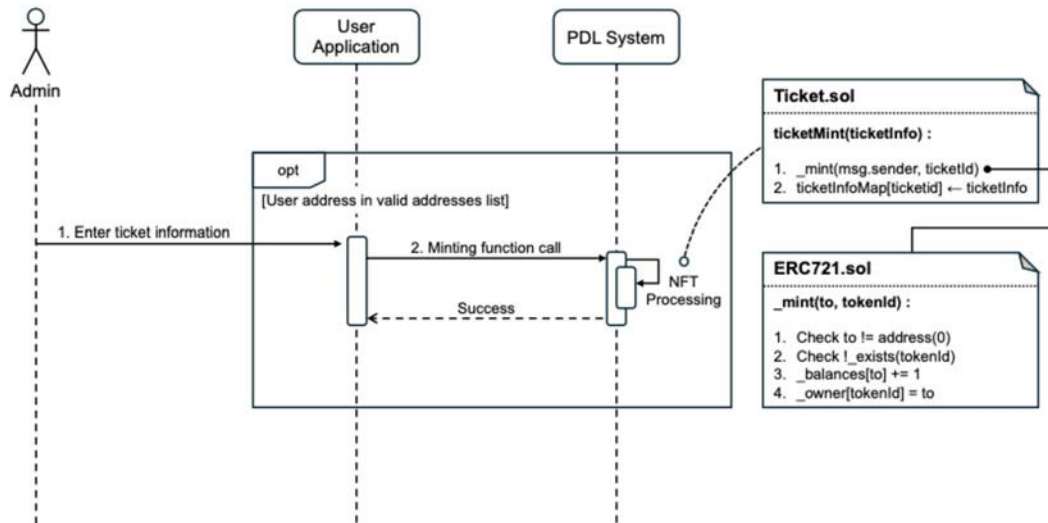 Admin
User
Application
PDL System
opt
[User address in valid addresses list]
1. Enter ticket information
2. Minting function call
NFT
Processing
Success
Ticket.sol
ticketMint(ticketInfo) :
1. _mint(msg.sender, ticketId)
2. ticketInfoMap[ticketid] ← ticketInfo
ERC721.sol
_mint(to, tokenId) :
1. Check to != address(0)
2. Check !_exists(tokenId)
3. _balances[to] += 1
4. _owner[tokenId] = to